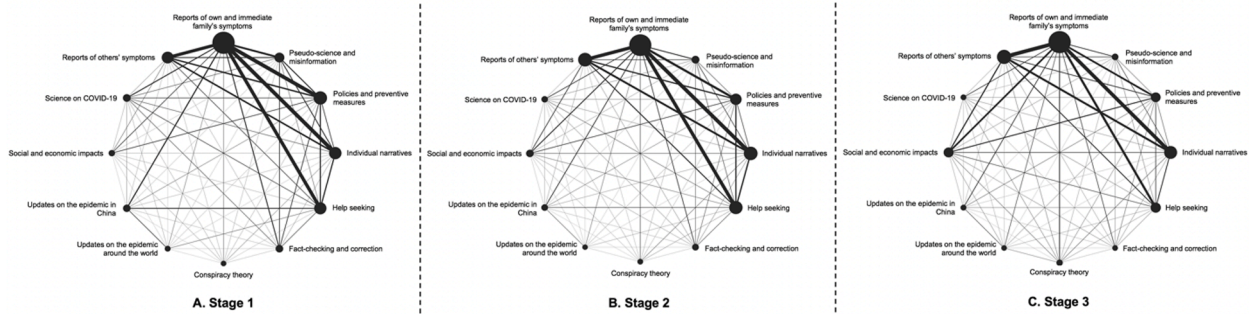 Reports of own and immediate
family's symptoms
Reports of others' symptoms
Pseudo-science and
misinformation
Science on COVID-19
Policies and preventive
measures
Social and economic impacts
Individual narratives
Updates on the epidemic in
China
Help seeking
Updates on the epidemic
around the world
Fact-checking and correction
Conspiracy theory
A. Stage 1
Reports of own and immediate
family's symptoms
Reports of others' symptoms
Pseudo-science and
misinformation
Science on COVID-19
Policies and preventive
measures
Social and economic impacts
Individual narratives
Updates on the epidemic in
China
Help seeking
Updates on the epidemic
around the world
Fact-checking and correction
Conspiracy theory
B. Stage 2
Reports of own and immediate
family's symptoms
Reports of others' symptoms
Pseudo-science and
misinformation
Science on COVID-19
Policies and preventive
measures
Social and economic impacts
Individual narratives
Updates on the epidemic in
China
Help seeking
Updates on the epidemic
around the world
Fact-checking and correction
Conspiracy theory
C. Stage 3